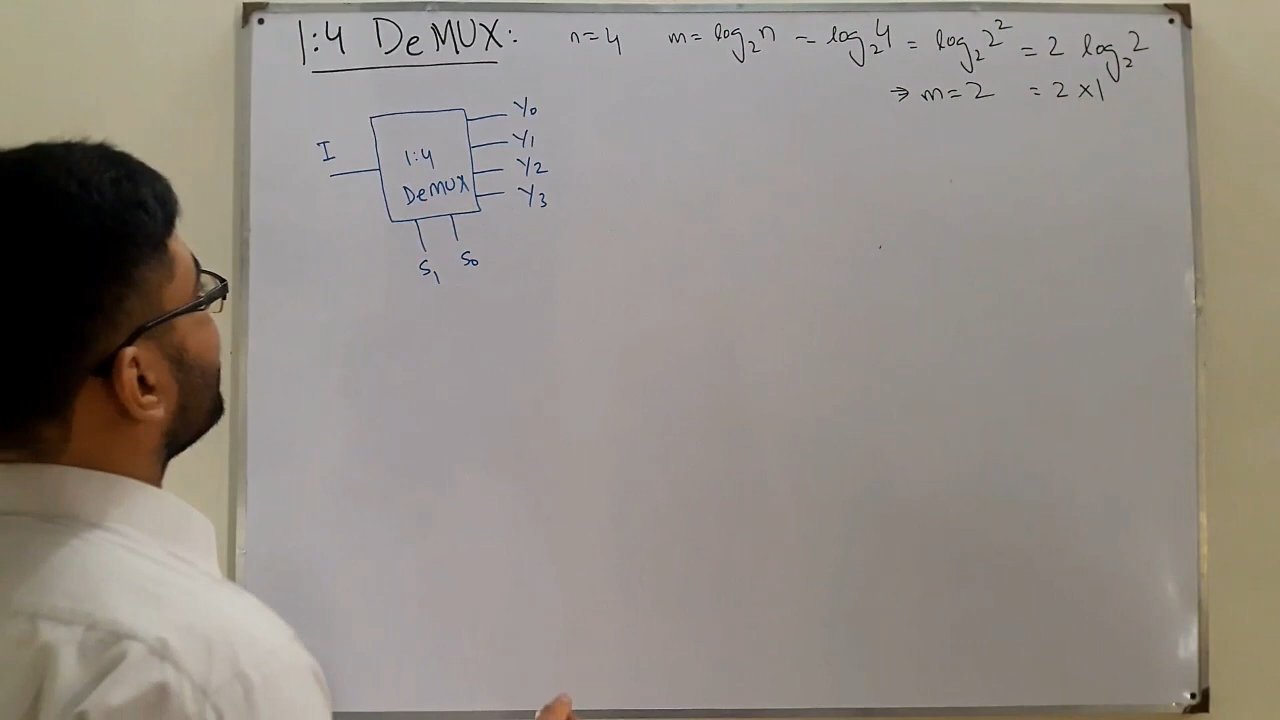 1:4 DeMUX: n=4 m= log₂n = log₂4 = log₂2² = 2 log₂2
⇒ m=2 = 2×1
I
1:4
DeMUX
Y₀
Y₁
Y₂
Y₃
S₁ S₀